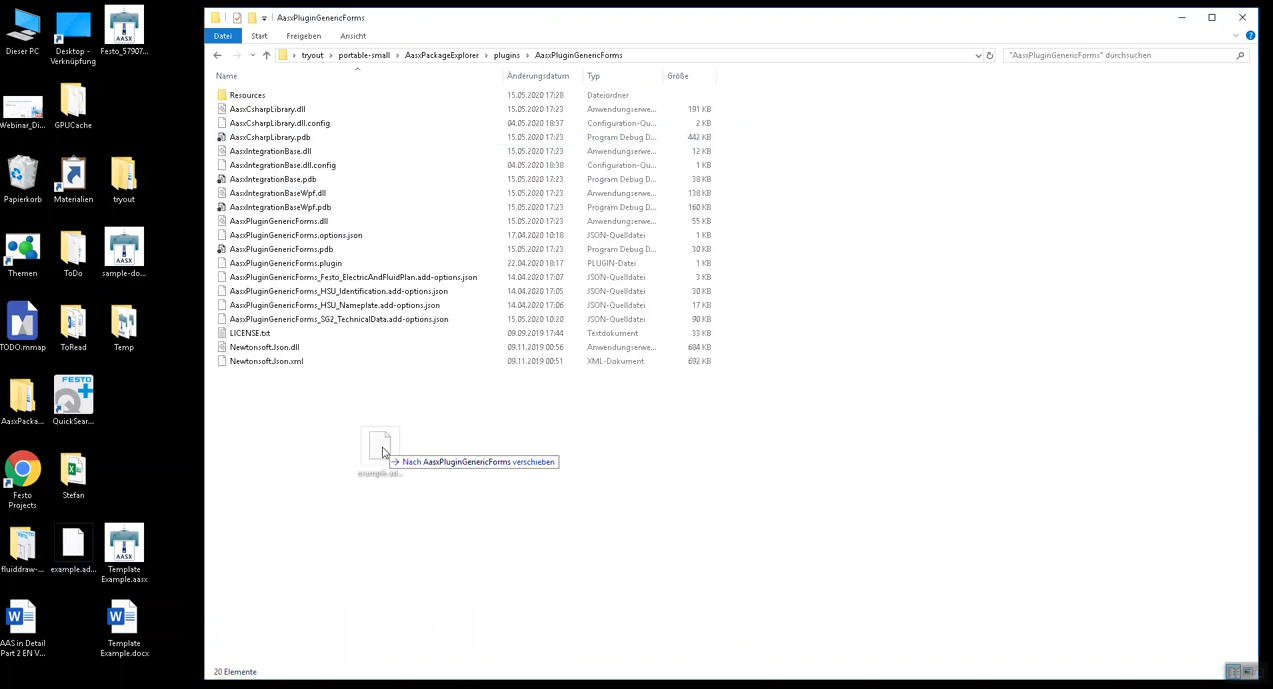 Dieser PC
Desktop -
Verknüpfung
Festo_57907...
Webinar_Di...
GPUCache
Papierkorb
Materialien
tryout
Themen
ToDo
AASX
sample-do...
TODO.mmap
ToRead
Temp
AasxPacka...
FESTO
QuickSear...
Festo
Projects
Stefan
fluiddraw-...
example.ad...
AASX
Template
Example.aasx
AAS in Detail
Part 2 EN V...
Template
Example.docx
AasxPluginGenericForms
Datei Start Freigeben Ansicht
tryout > portable-small > AasxPackageExplorer > plugins > AasxPluginGenericForms
"AasxPluginGenericForms" durchsuchen
Name Änderungsdatum Typ Größe
Resources 15.05.2020 17:28 Dateiordner
AasxCsharpLibrary.dll 15.05.2020 17:23 Anwendungserwe... 191 KB
AasxCsharpLibrary.dll.config 04.05.2020 18:37 Configuration-Qu... 2 KB
AasxCsharpLibrary.pdb 15.05.2020 17:23 Program Debug D... 442 KB
AasxIntegrationBase.dll 15.05.2020 17:23 Anwendungserwe... 12 KB
AasxIntegrationBase.dll.config 04.05.2020 18:38 Configuration-Qu... 1 KB
AasxIntegrationBase.pdb 15.05.2020 17:23 Program Debug D... 38 KB
AasxIntegrationBaseWpf.dll 15.05.2020 17:23 Anwendungserwe... 138 KB
AasxIntegrationBaseWpf.pdb 15.05.2020 17:23 Program Debug D... 160 KB
AasxPluginGenericForms.dll 15.05.2020 17:23 Anwendungserwe... 55 KB
AasxPluginGenericForms.options.json 17.04.2020 10:18 JSON-Quelldatei 1 KB
AasxPluginGenericForms.pdb 15.05.2020 17:23 Program Debug D... 30 KB
AasxPluginGenericForms.plugin 22.04.2020 18:17 PLUGIN-Datei 1 KB
AasxPluginGenericForms_Festo_ElectricAndFluidPlan.add-options.json 14.04.2020 17:07 JSON-Quelldatei 3 KB
AasxPluginGenericForms_HSU_Identification.add-options.json 14.04.2020 17:05 JSON-Quelldatei 30 KB
AasxPluginGenericForms_HSU_Nameplate.add-options.json 14.04.2020 17:06 JSON-Quelldatei 17 KB
AasxPluginGenericForms_SG2_TechnicalData.add-options.json 15.05.2020 10:20 JSON-Quelldatei 90 KB
LICENSE.txt 09.09.2019 17:44 Textdokument 33 KB
Newtonsoft.Json.dll 09.11.2019 00:56 Anwendungserwe... 684 KB
Newtonsoft.Json.xml 09.11.2019 00:51 XML-Dokument 692 KB
Nach AasxPluginGenericForms verschieben
example.ad...
20 Elemente